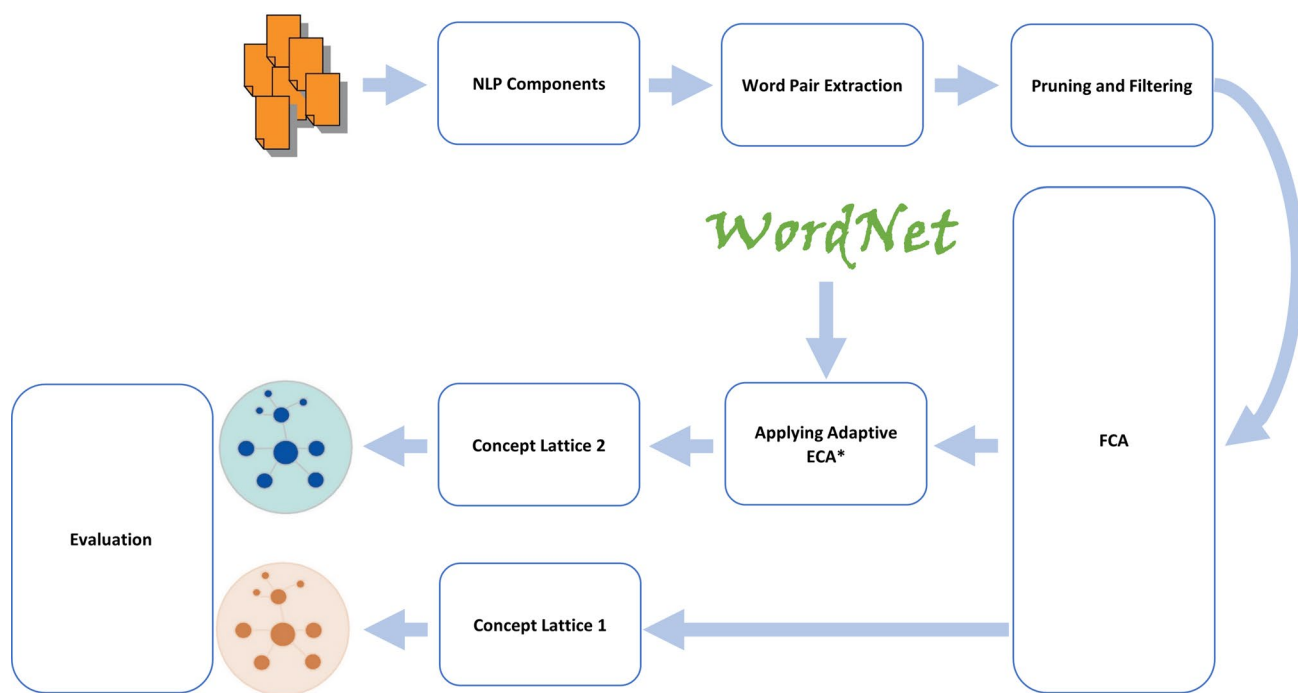 NLP Components
Word Pair Extraction
Pruning and Filtering
WordNet
Applying Adaptive
ECA*
Concept Lattice 2
FCA
Evaluation
Concept Lattice 1